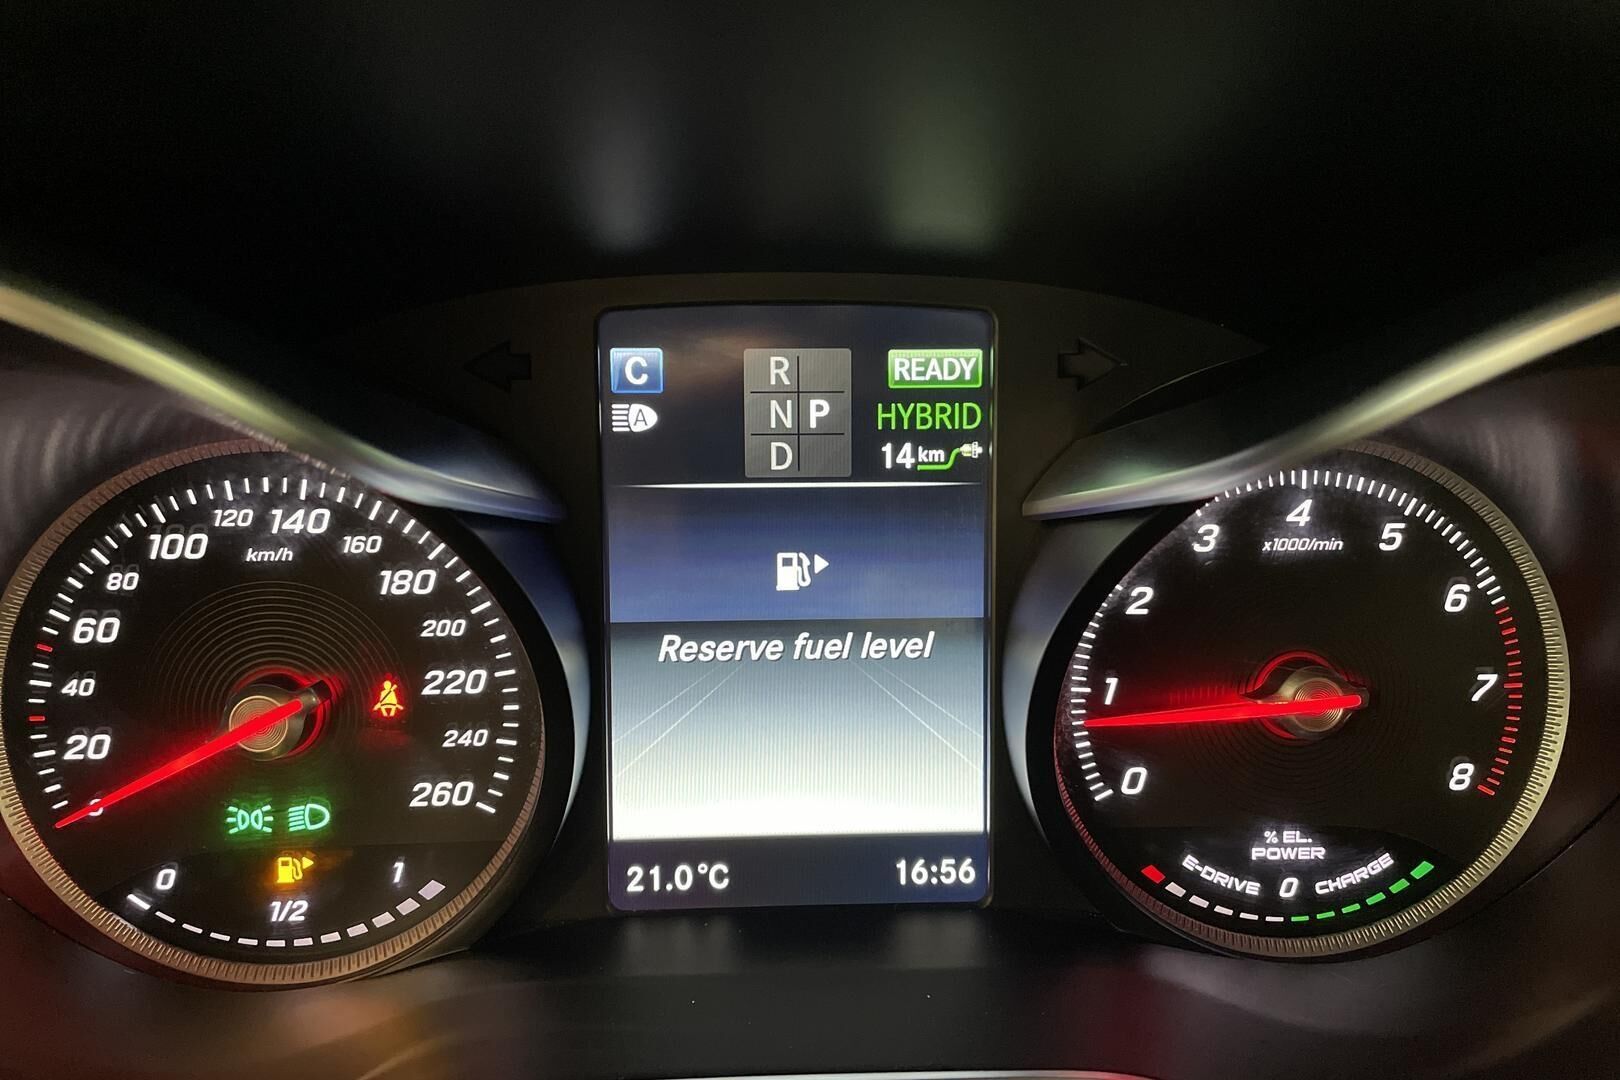 0
20
40
60
80
100
120
140
160
180
200
220
240
260
km/h
0
1/2
1
C
A
R
N P
D
READY
HYBRID
14 km
Reserve fuel level
21.0°C
16:56
0
1
2
3
4
5
6
7
8
x1000/min
% EL.
POWER
E-DRIVE 0 CHARGE